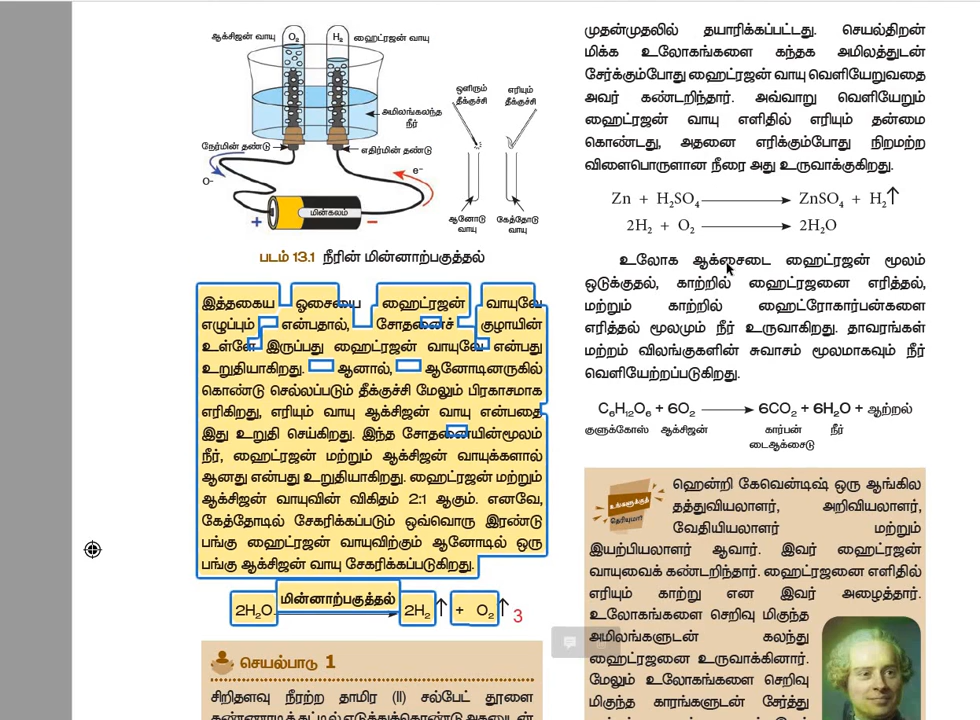 ஆக்சிஜன் வாயு O₂ H₂ ஹைட்ரஜன் வாயு
ஒளிரும் தீக்குச்சி
எரியும் தீக்குச்சி
அமிலங்கலந்த நீர்
நேர்மின் தண்டு
எதிர்மின் தண்டு
O⁻
e⁻
மின்கலம்
+ −
ஆனோடு வாயு
கேத்தோடு வாயு
படம் 13.1 நீரின் மின்னாற்பகுத்தல்
இத்தகைய ஓசையை ஹைட்ரஜன் வாயுவே
எழுப்பும் என்பதால், சோதனைச் குழாயின்
உள்ளே இருப்பது ஹைட்ரஜன் வாயுவே என்பது
உறுதியாகிறது. ஆனால், ஆனோடினருகில்
கொண்டு செல்லப்படும் தீக்குச்சி மேலும் பிரகாசமாக
எரிகிறது, எரியும் வாயு ஆக்சிஜன் வாயு என்பதை
இது உறுதி செய்கிறது. இந்த சோதனையின்மூலம்
நீர், ஹைட்ரஜன் மற்றும் ஆக்சிஜன் வாயுக்களால்
ஆனது என்பது உறுதியாகிறது. ஹைட்ரஜன் மற்றும்
ஆக்சிஜன் வாயுவின் விகிதம் 2:1 ஆகும். எனவே,
கேத்தோடில் சேகரிக்கப்படும் ஒவ்வொரு இரண்டு
பங்கு ஹைட்ரஜன் வாயுவிற்கும் ஆனோடில் ஒரு
பங்கு ஆக்சிஜன் வாயு சேகரிக்கப்படுகிறது.
மின்னாற்பகுத்தல்
2H₂O ⟶ 2H₂↑ + O₂↑ 3
செயல்பாடு 1
சிறிதளவு நீரற்ற தாமிர (II) சல்பேட் தூளை
முதன்முதலில் தயாரிக்கப்பட்டது. செயல்திறன்
மிக்க உலோகங்களை கந்தக அமிலத்துடன்
சேர்க்கும்போது ஹைட்ரஜன் வாயு வெளியேறுவதை
அவர் கண்டறிந்தார். அவ்வாறு வெளியேறும்
ஹைட்ரஜன் வாயு எளிதில் எரியும் தன்மை
கொண்டது, அதனை எரிக்கும்போது நிறமற்ற
விளைபொருளான நீரை அது உருவாக்குகிறது.
Zn + H₂SO₄ ⟶ ZnSO₄ + H₂↑
2H₂ + O₂ ⟶ 2H₂O
உலோக ஆக்சைடை ஹைட்ரஜன் மூலம்
ஒடுக்குதல், காற்றில் ஹைட்ரஜனை எரித்தல்,
மற்றும் காற்றில் ஹைட்ரோகார்பன்களை
எரித்தல் மூலமும் நீர் உருவாகிறது. தாவரங்கள்
மற்றம் விலங்குகளின் சுவாசம் மூலமாகவும் நீர்
வெளியேற்றப்படுகிறது.
C₆H₁₂O₆ + 6O₂ ⟶ 6CO₂ + 6H₂O + ஆற்றல்
குளுக்கோஸ் ஆக்சிஜன் கார்பன் டைஆக்சைடு நீர்
உங்களுக்குத் தெரியுமா?
ஹென்றி கேவென்டிஷ் ஒரு ஆங்கில
தத்துவியலாளர், அறிவியலாளர்,
வேதியியலாளர் மற்றும்
இயற்பியலாளர் ஆவார். இவர் ஹைட்ரஜன்
வாயுவைக் கண்டறிந்தார். ஹைட்ரஜனை எளிதில்
எரியும் காற்று என இவர் அழைத்தார்.
உலோகங்களை செறிவு மிகுந்த
அமிலங்களுடன் கலந்து
ஹைட்ரஜனை உருவாக்கினார்.
மேலும் உலோகங்களை செறிவு
மிகுந்த காரங்களுடன் சேர்த்து